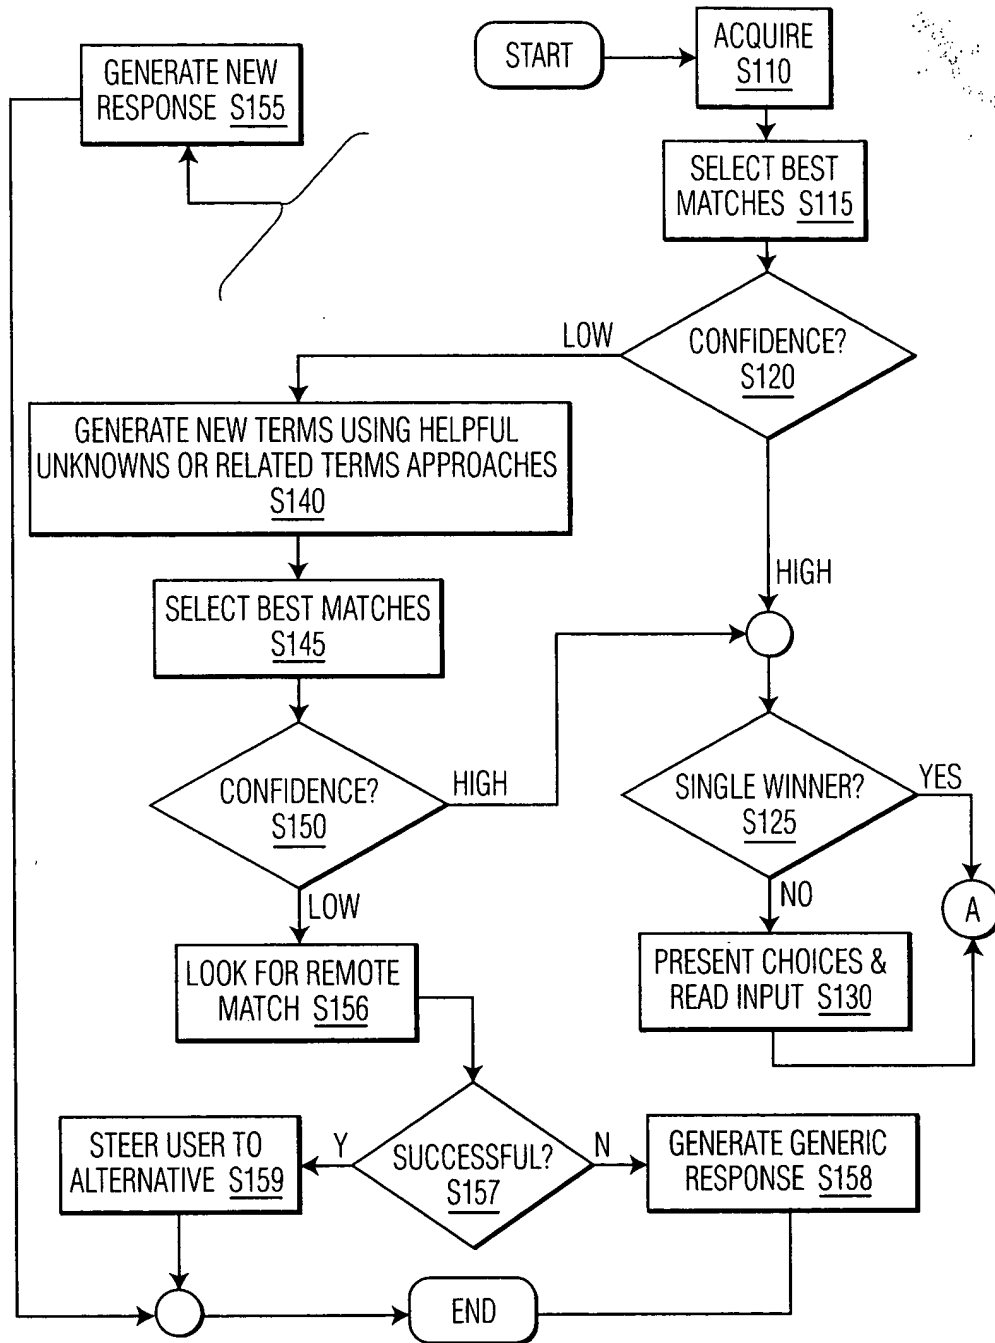 START
ACQUIRE
S110
GENERATE NEW
RESPONSE S155
SELECT BEST
MATCHES S115
LOW
CONFIDENCE?
S120
GENERATE NEW TERMS USING HELPFUL
UNKNOWNS OR RELATED TERMS APPROACHES
S140
HIGH
SELECT BEST MATCHES
S145
CONFIDENCE?
S150
HIGH
SINGLE WINNER?
S125
YES
LOW
NO
A
LOOK FOR REMOTE
MATCH S156
PRESENT CHOICES &
READ INPUT S130
STEER USER TO
ALTERNATIVE S159
Y
SUCCESSFUL?
S157
N
GENERATE GENERIC
RESPONSE S158
END